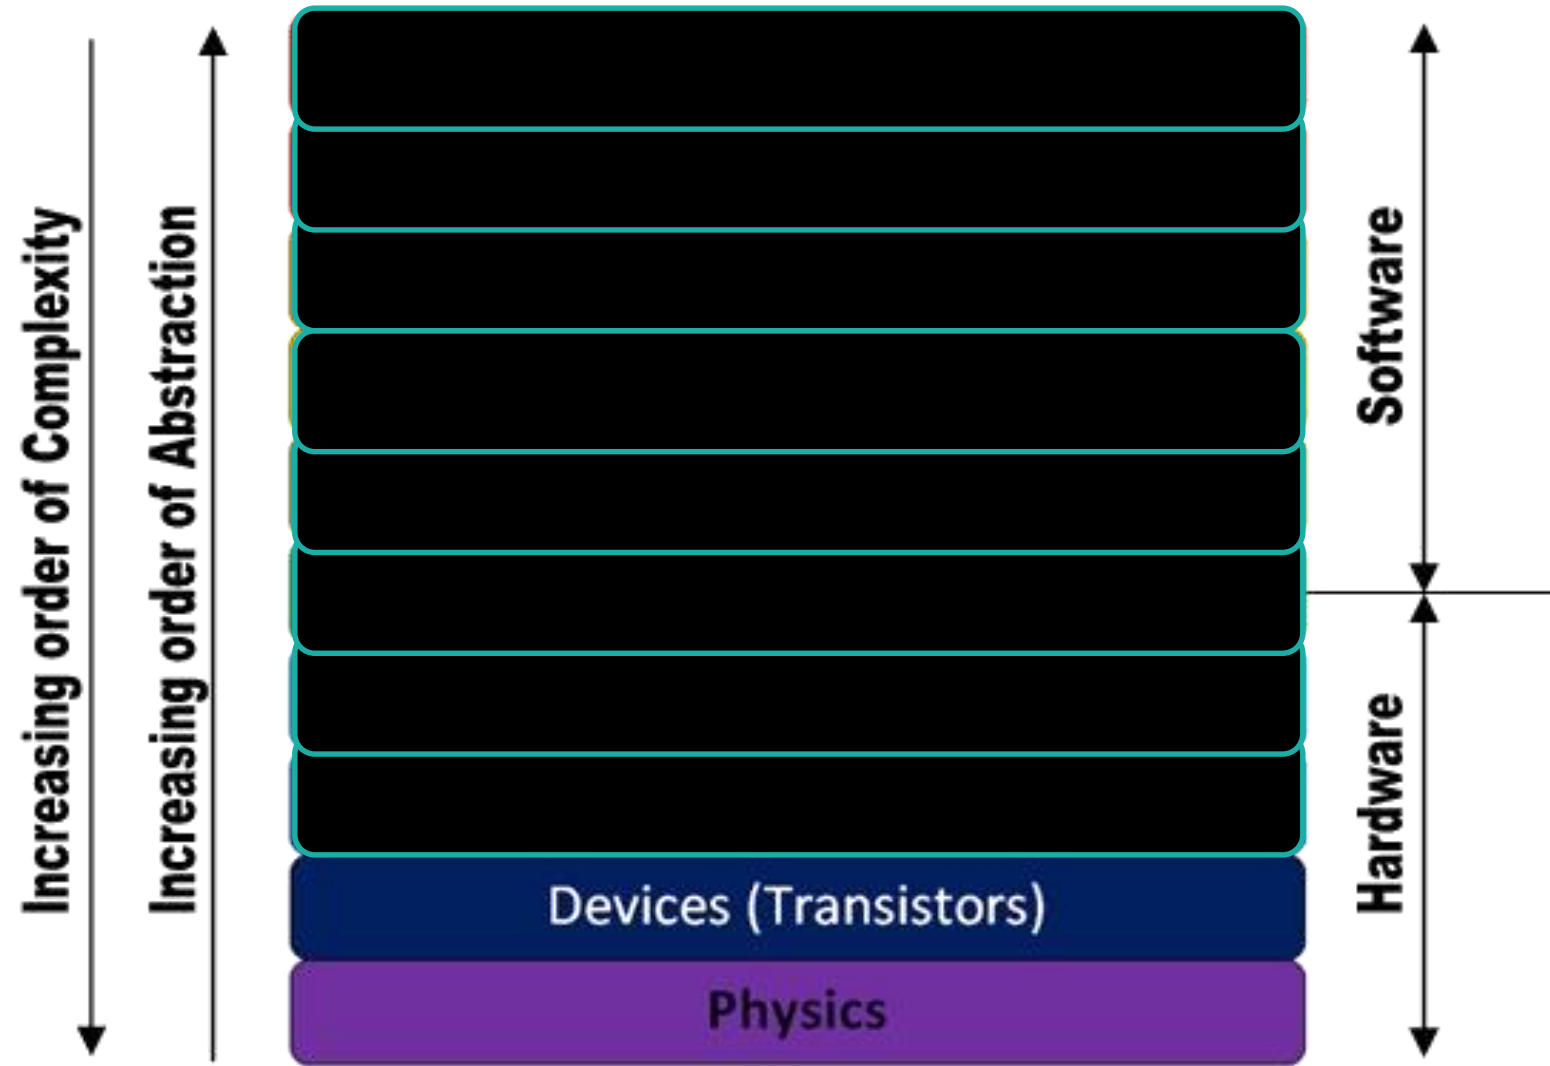 Increasing order of Complexity
Increasing order of Abstraction
Software
Hardware
Devices (Transistors)
Physics